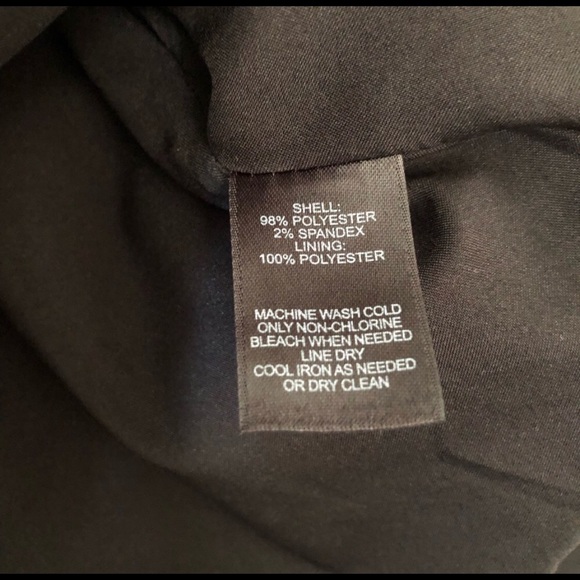 SHELL:
98% POLYESTER
2% SPANDEX
LINING:
100% POLYESTER
MACHINE WASH COLD
ONLY NON-CHLORINE
BLEACH WHEN NEEDED
LINE DRY
COOL IRON AS NEEDED
OR DRY CLEAN